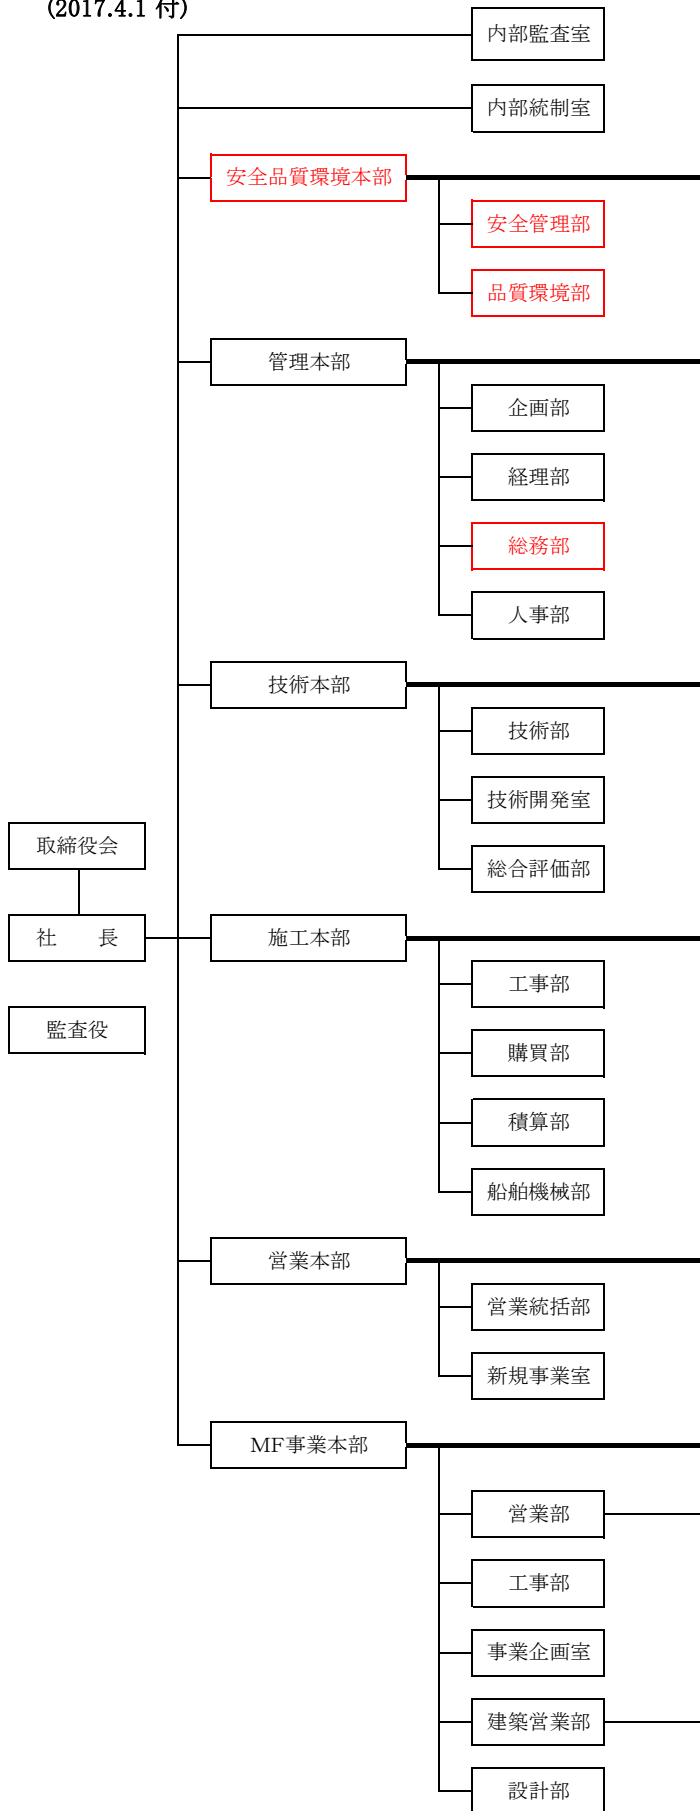 (2017.4.1 付)
内部監査室
内部統制室
安全品質環境本部
安全管理部
品質環境部
管理本部
企画部
経理部
総務部
人事部
技術本部
技術部
技術開発室
総合評価部
取締役会
社　　長
監査役
施工本部
工事部
購買部
積算部
船舶機械部
営業本部
営業統括部
新規事業室
MF事業本部
営業部
工事部
事業企画室
建築営業部
設計部